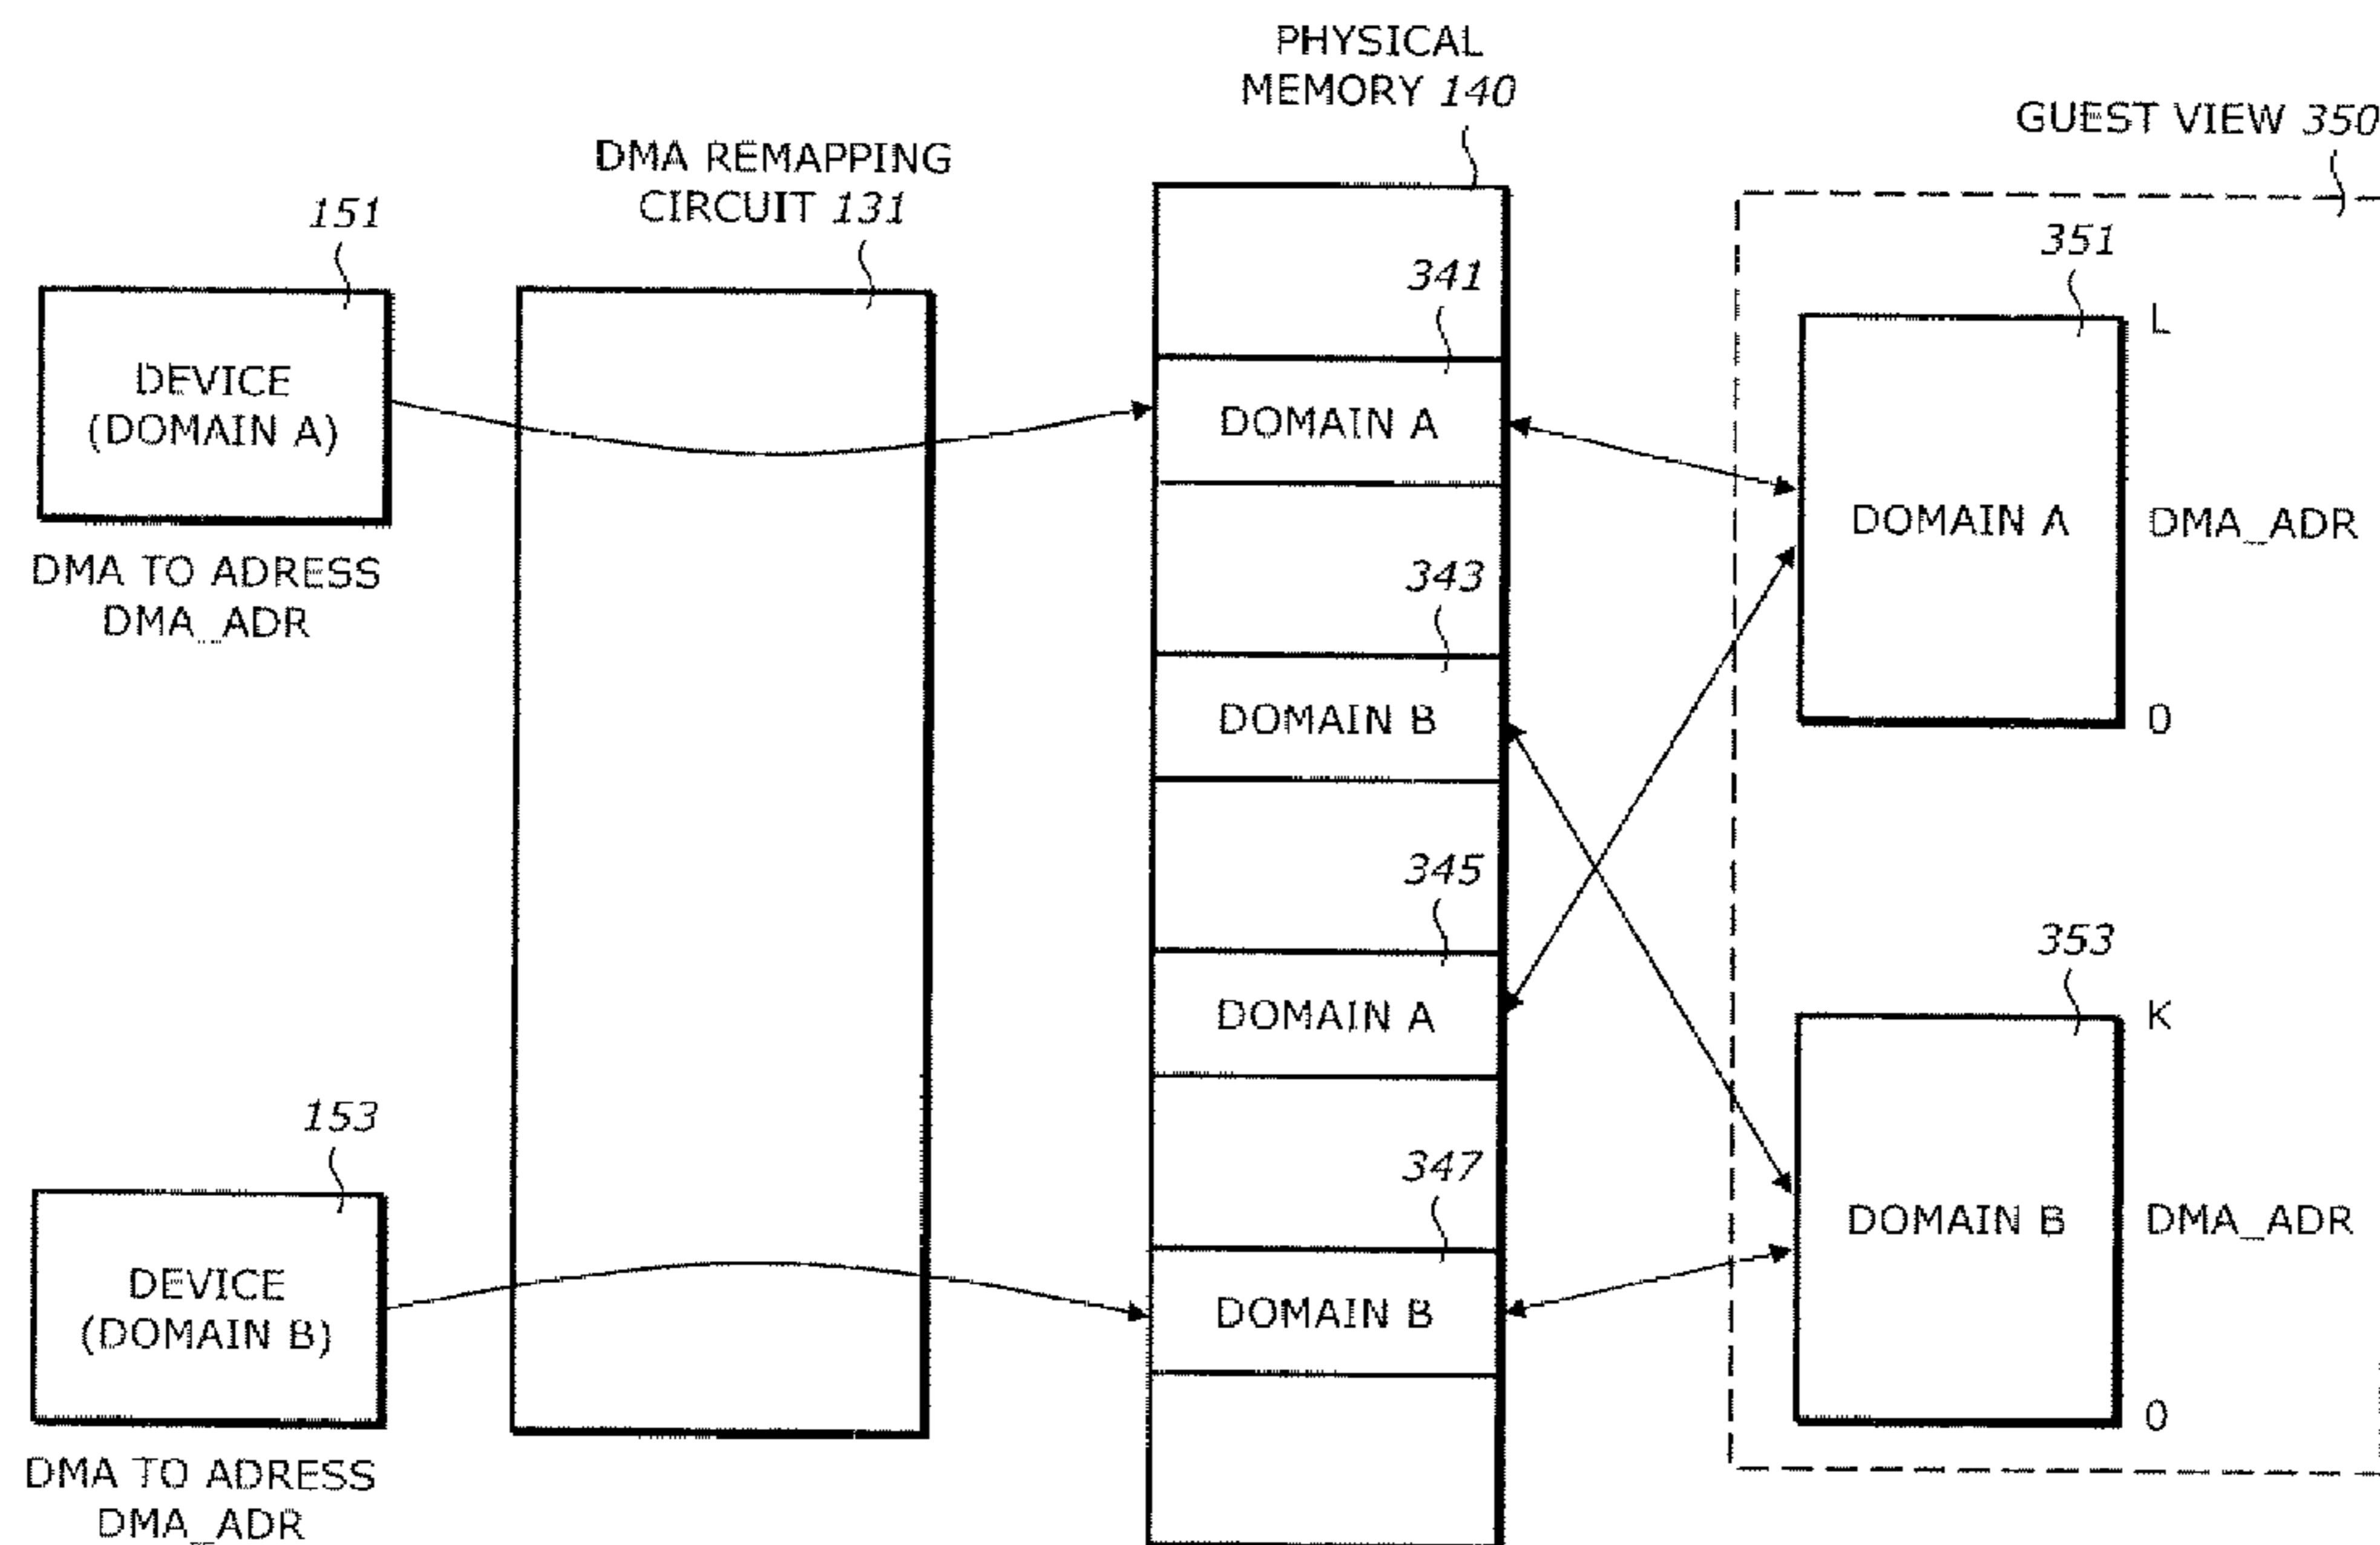 PHYSICAL
MEMORY 140
GUEST VIEW 350
DMA REMAPPING
CIRCUIT 131
151
341
351
L
DEVICE
(DOMAIN A)
DOMAIN A
DOMAIN A
DMA_ADR
DMA TO ADRESS
DMA_ADR
343
DOMAIN B
0
345
353
DOMAIN A
K
153
347
DOMAIN B
DMA_ADR
DEVICE
(DOMAIN B)
DOMAIN B
0
DMA TO ADRESS
DMA_ADR